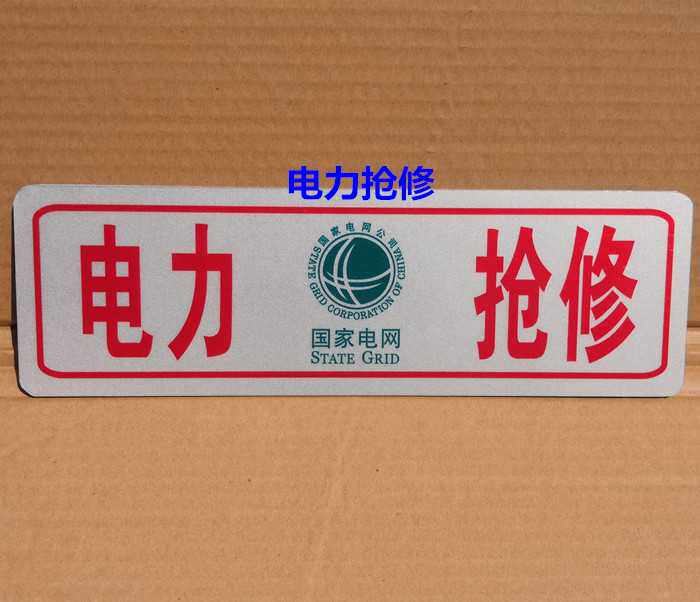 电力抢修
电力
国家电网公司
STATE GRID CORPORATION OF CHINA
国家电网
STATE GRID
抢修